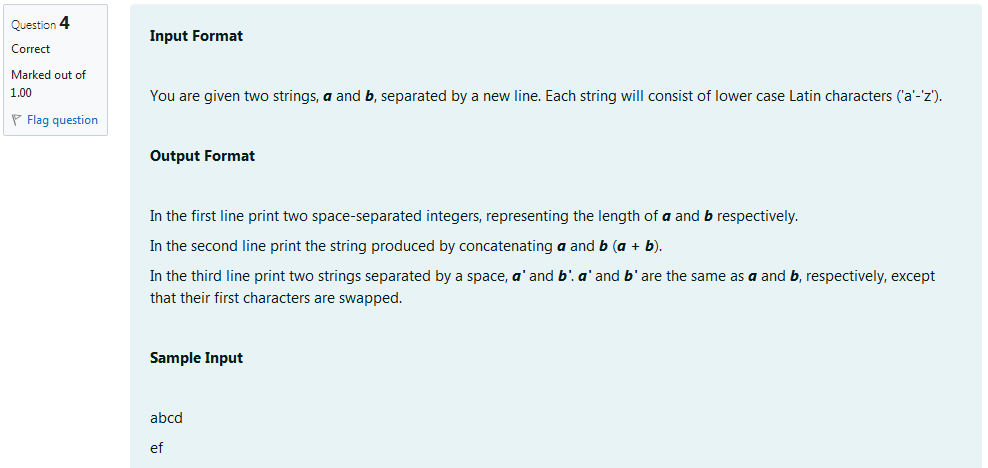 Question 4
Correct
Marked out of
1.00
Flag question
Input Format
You are given two strings, a and b, separated by a new line. Each string will consist of lower case Latin characters ('a'-'z').
Output Format
In the first line print two space-separated integers, representing the length of a and b respectively.
In the second line print the string produced by concatenating a and b (a + b).
In the third line print two strings separated by a space, a' and b'. a' and b' are the same as a and b, respectively, except
that their first characters are swapped.
Sample Input
abcd
ef